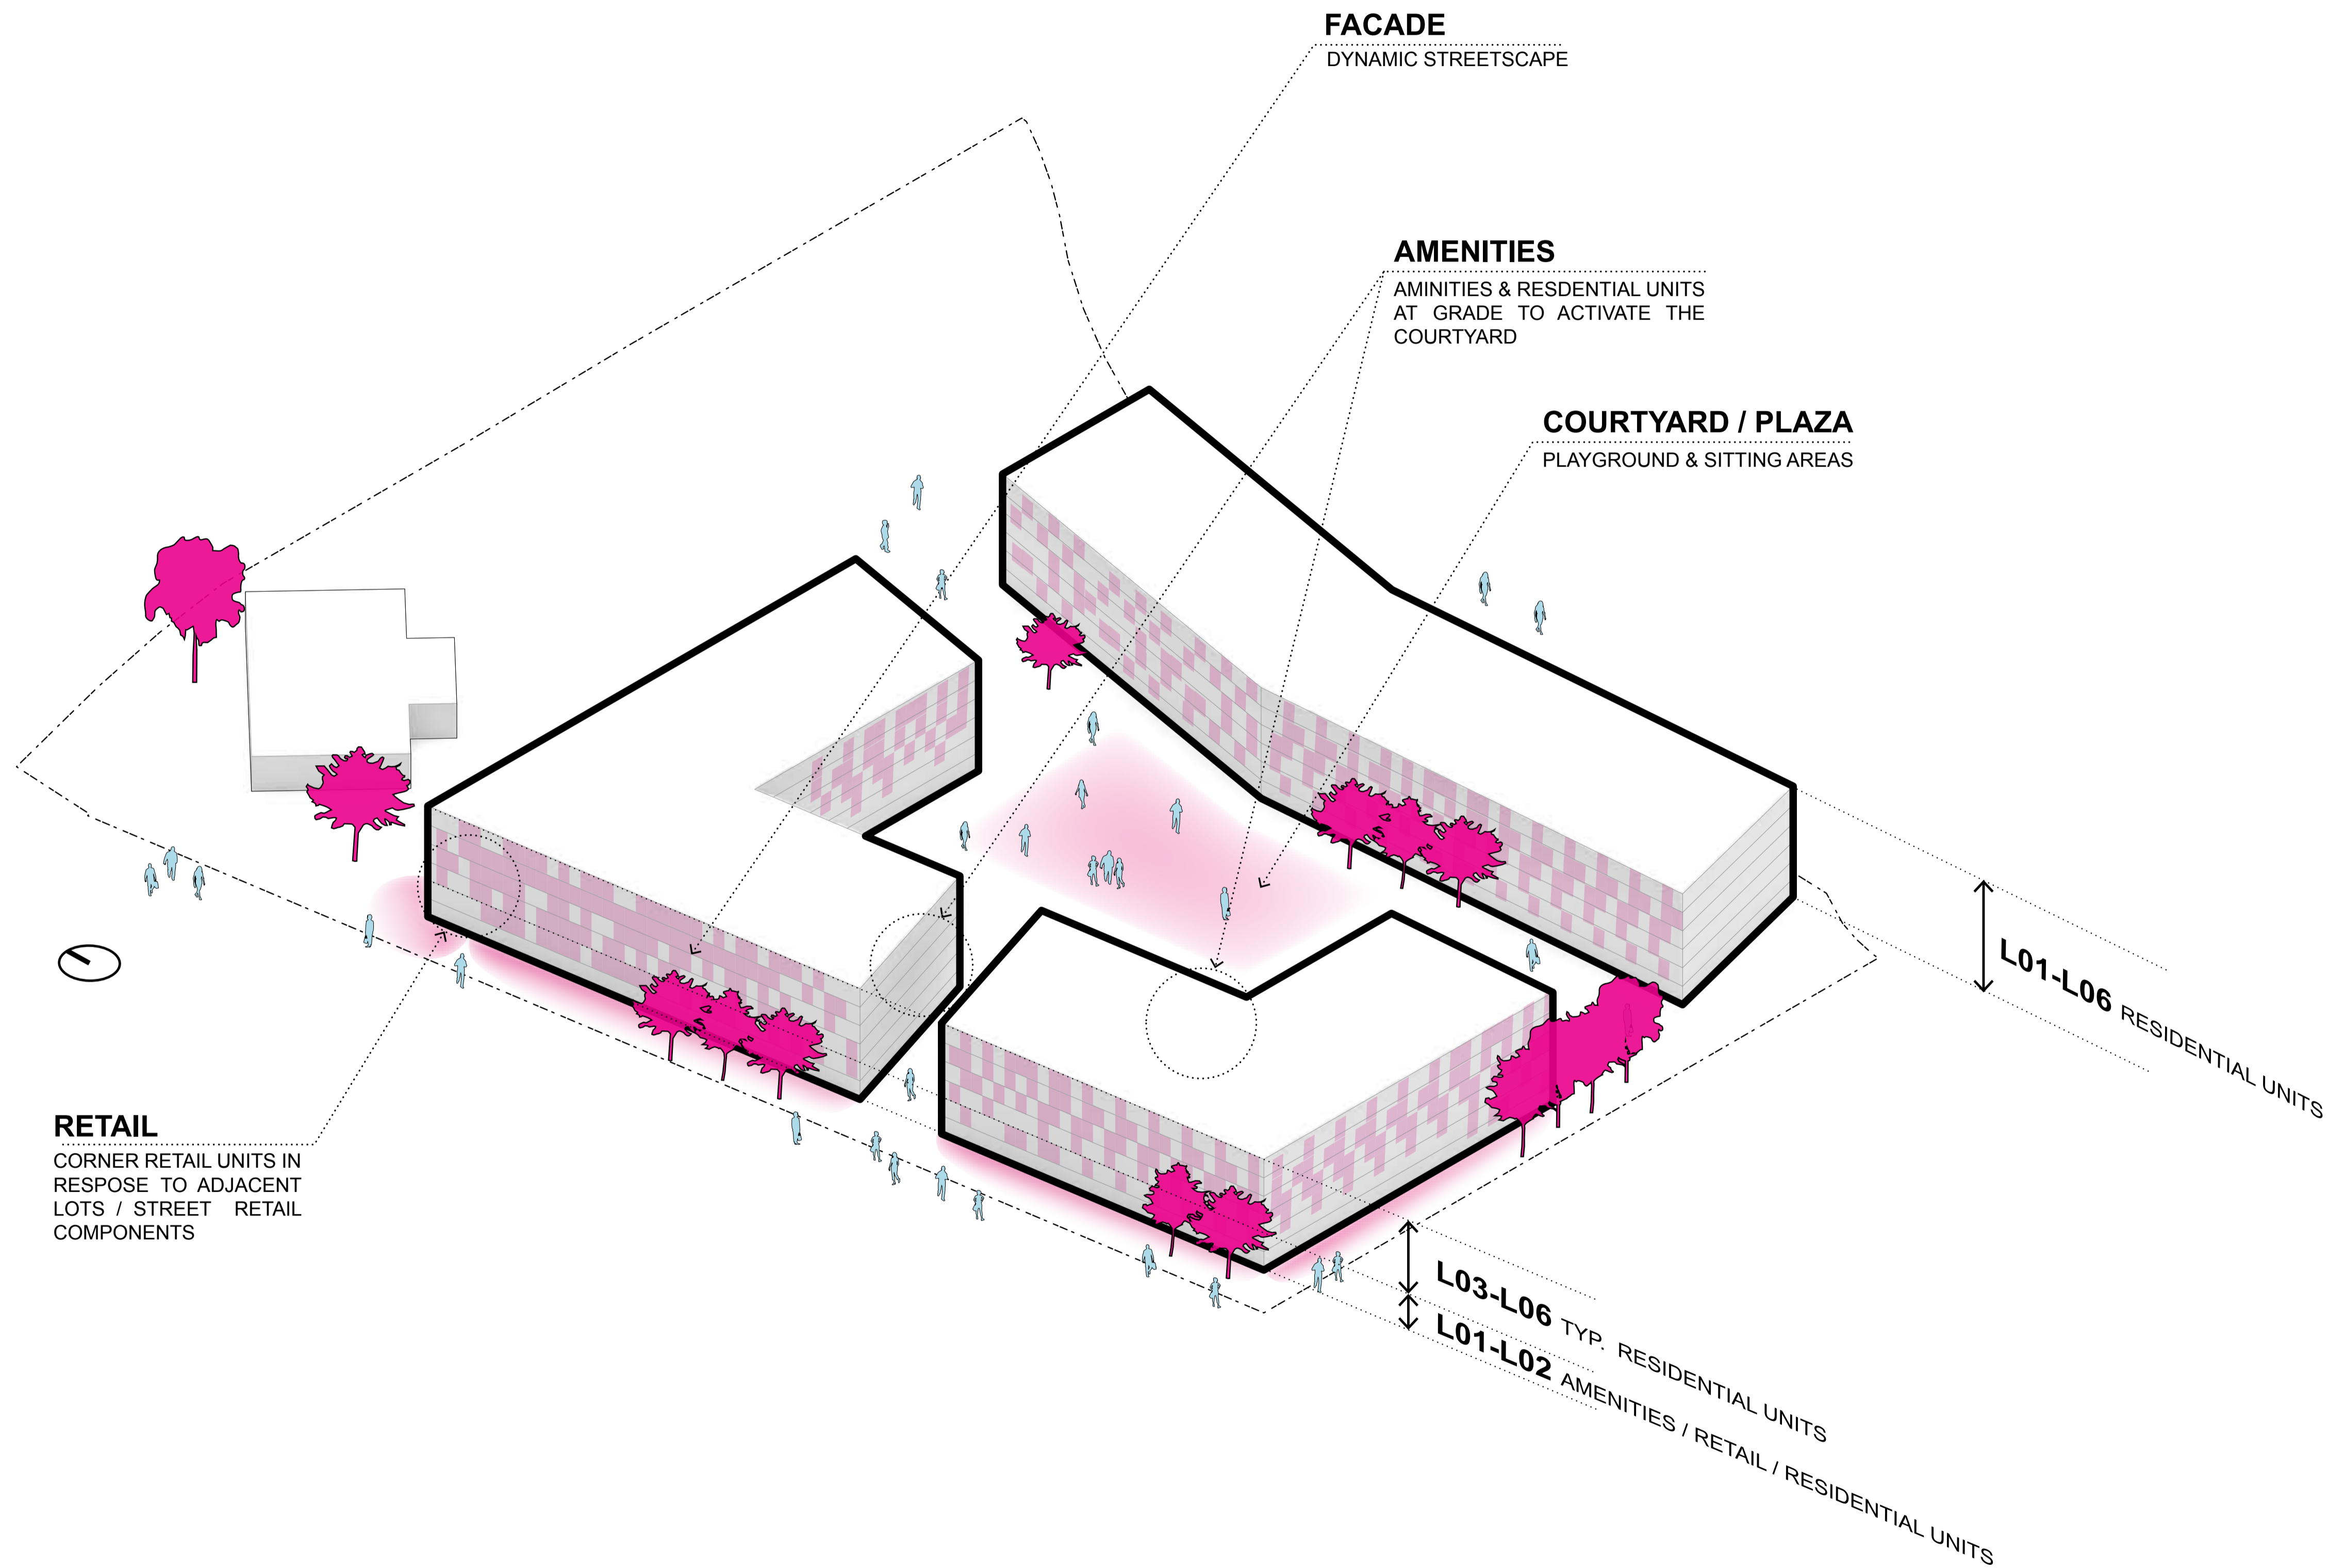 FACADE
DYNAMIC STREETSCAPE
AMENITIES
AMINITIES & RESDENTIAL UNITS
AT GRADE TO ACTIVATE THE
COURTYARD
COURTYARD / PLAZA
PLAYGROUND & SITTING AREAS
L01-L06 RESIDENTIAL UNITS
RETAIL
CORNER RETAIL UNITS IN
RESPOSE TO ADJACENT
LOTS / STREET RETAIL
COMPONENTS
L03-L06 TYP. RESIDENTIAL UNITS
L01-L02 AMENITIES / RETAIL / RESIDENTIAL UNITS